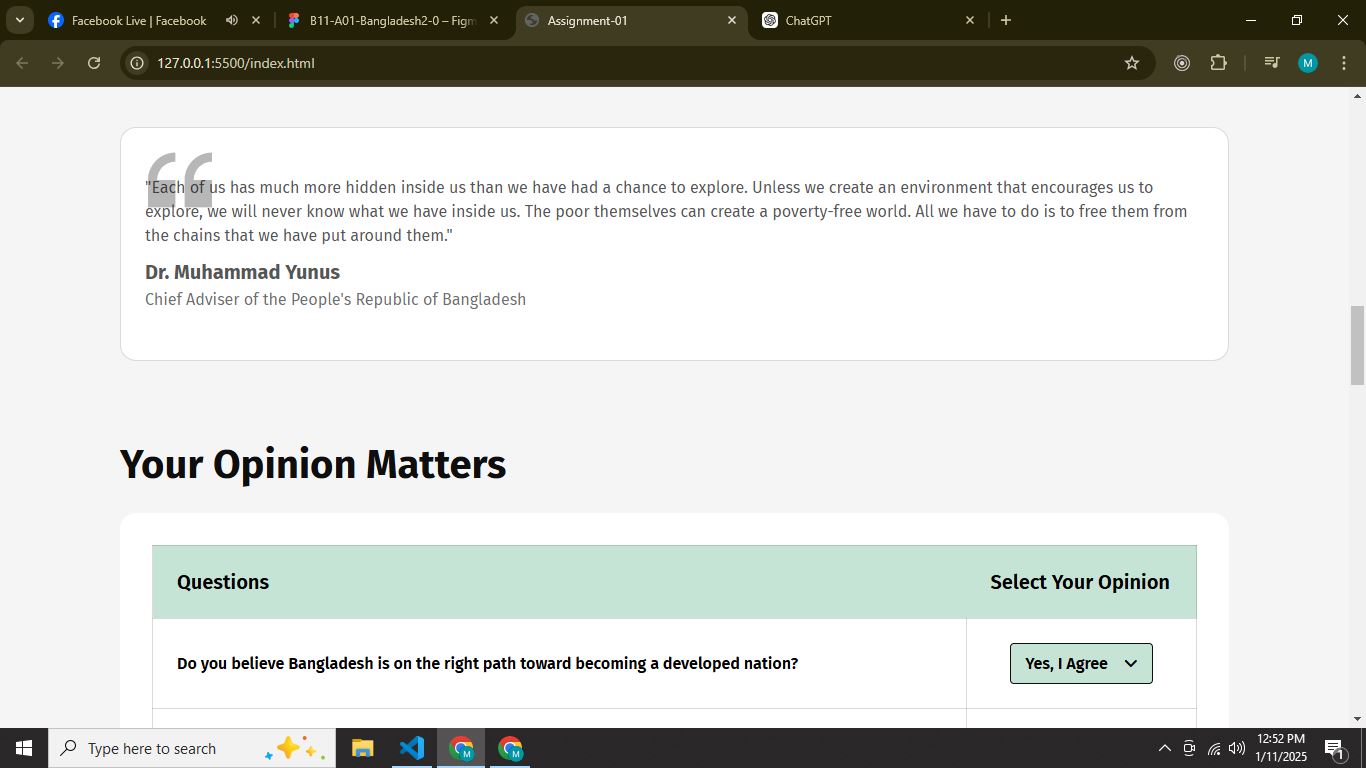 Facebook Live | Facebook
B11-A01-Bangladesh2-0 – Figm
Assignment-01
ChatGPT
127.0.0.1:5500/index.html
M
"Each of us has much more hidden inside us than we have had a chance to explore. Unless we create an environment that encourages us to
explore, we will never know what we have inside us. The poor themselves can create a poverty-free world. All we have to do is to free them from
the chains that we have put around them."
Dr. Muhammad Yunus
Chief Adviser of the People's Republic of Bangladesh
Your Opinion Matters
Questions
Select Your Opinion
Do you believe Bangladesh is on the right path toward becoming a developed nation?
Yes, I Agree
Type here to search
M
M
12:52 PM
1/11/2025
1